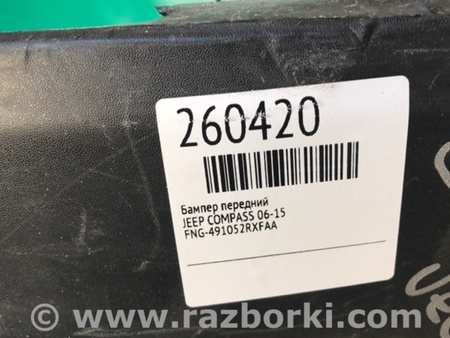 260420
Бампер передний
JEEP COMPASS 06-15
FNG-491052RXFAA
© www.razborki.com